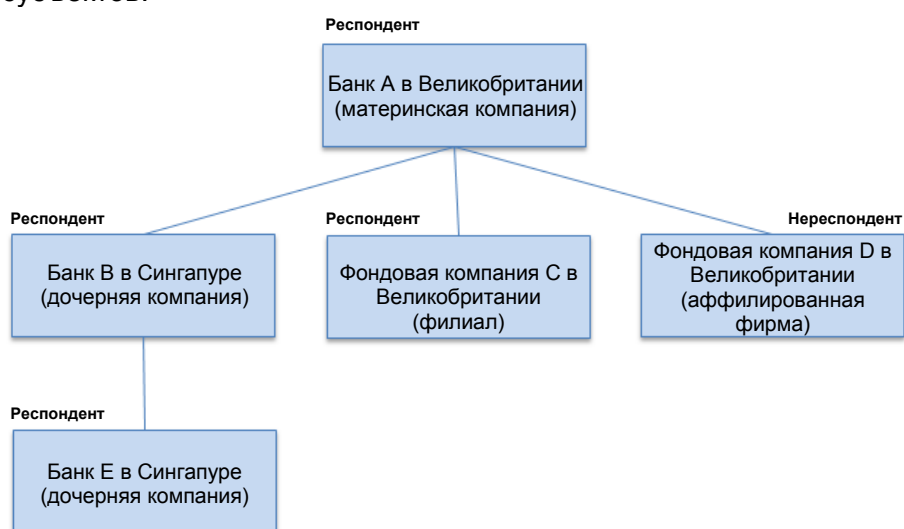 Респондент
Банк A в Великобритании
(материнская компания)
Респондент
Респондент
Нереспондент
Банк B в Сингапуре
(дочерняя компания)
Фондовая компания C в
Великобритании
(филиал)
Фондовая компания D в
Великобритании
(аффилированная
фирма)
Респондент
Банк E в Сингапуре
(дочерняя компания)